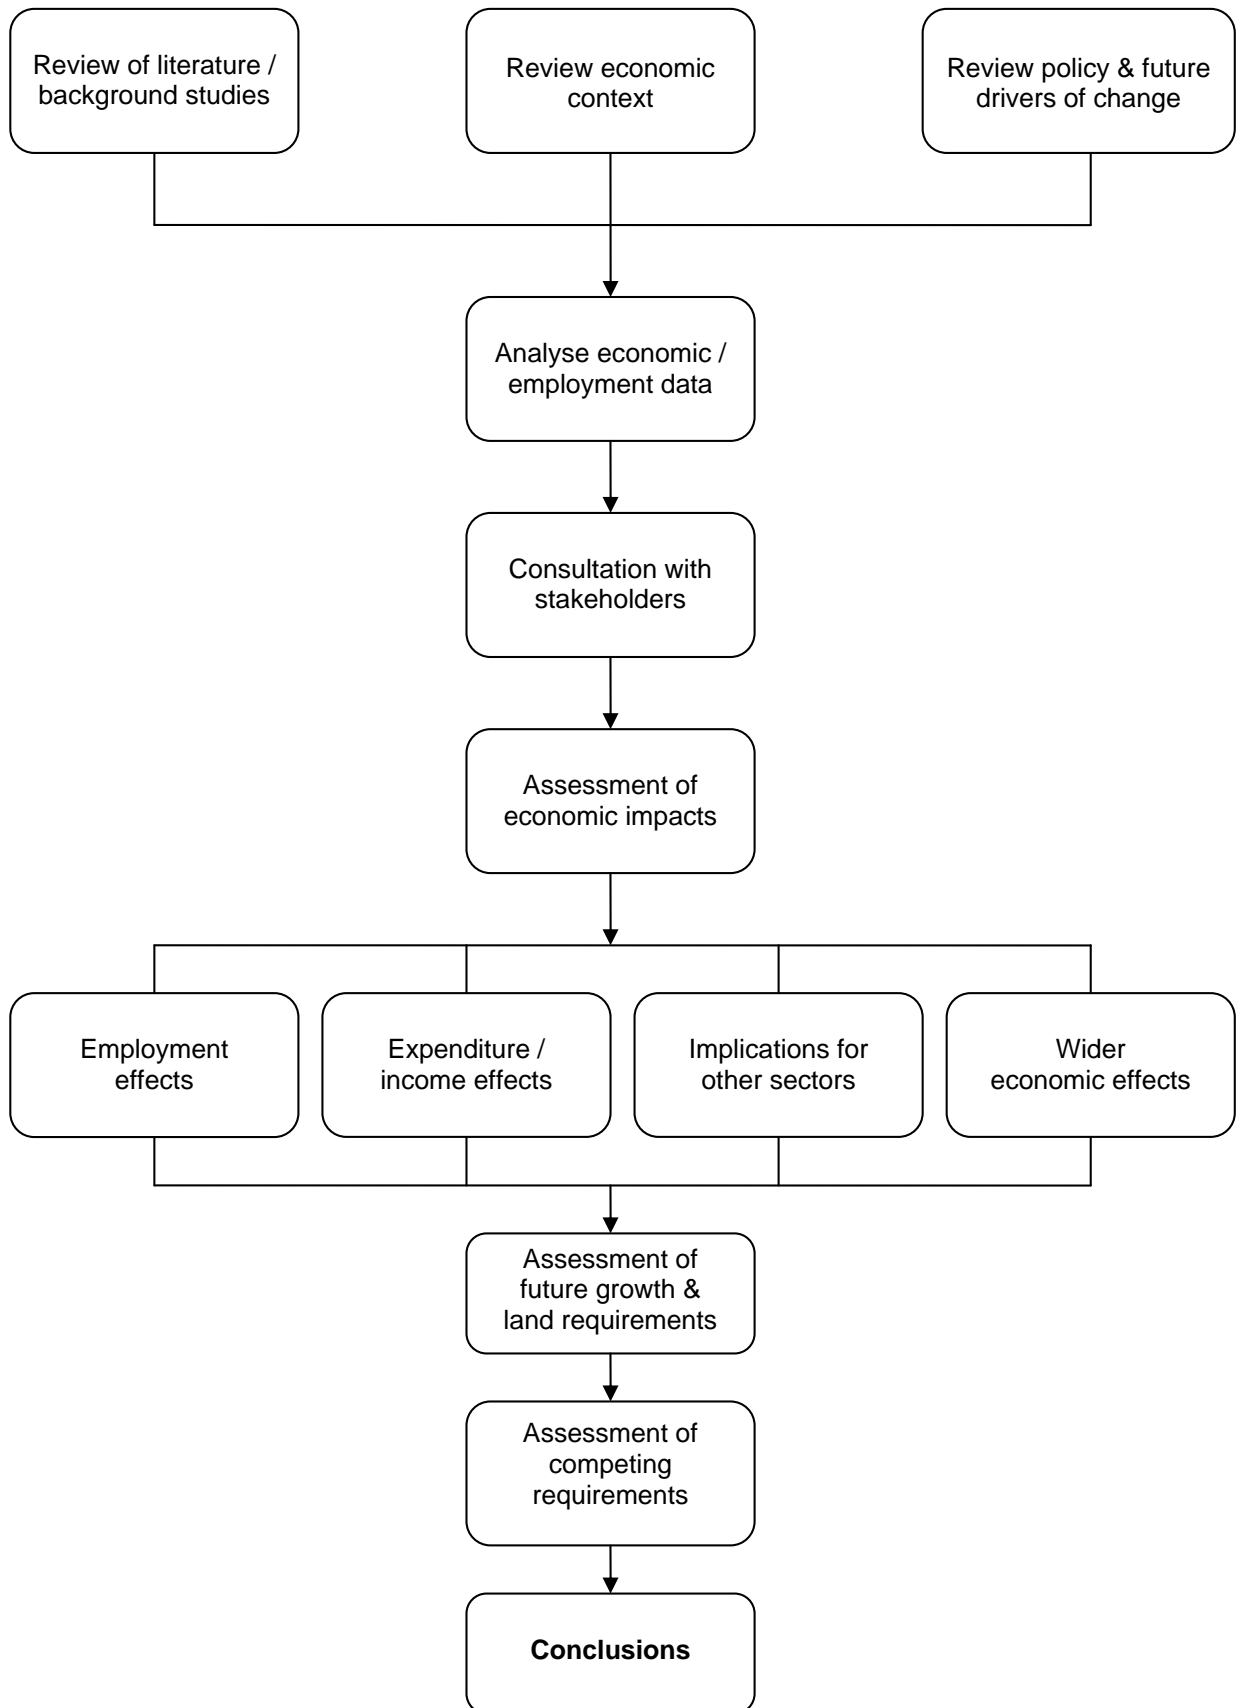 Review of literature /
background studies
Review economic
context
Review policy & future
drivers of change
Analyse economic /
employment data
Consultation with
stakeholders
Assessment of
economic impacts
Employment
effects
Expenditure /
income effects
Implications for
other sectors
Wider
economic effects
Assessment of
future growth &
land requirements
Assessment of
competing
requirements
Conclusions